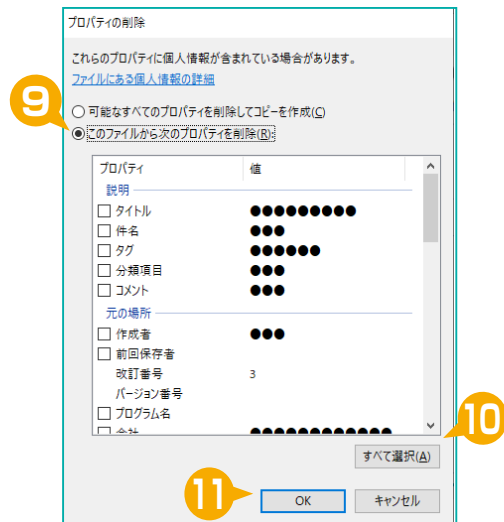 プロパティの削除
これらのプロパティに個人情報が含まれている場合があります。
ファイルにある個人情報の詳細
9
可能なすべてのプロパティを削除してコピーを作成(C)
このファイルから次のプロパティを削除(R):
プロパティ 値
説明
タイトル ●●●●●●●●●
件名 ●●●
タグ ●●●●●●
分類項目 ●●●
コメント ●●●
元の場所
作成者 ●●●
前回保存者
改訂番号 3
バージョン番号
プログラム名
会社 ●●●●●●●●●●●●
10
すべて選択(A)
11
OK キャンセル